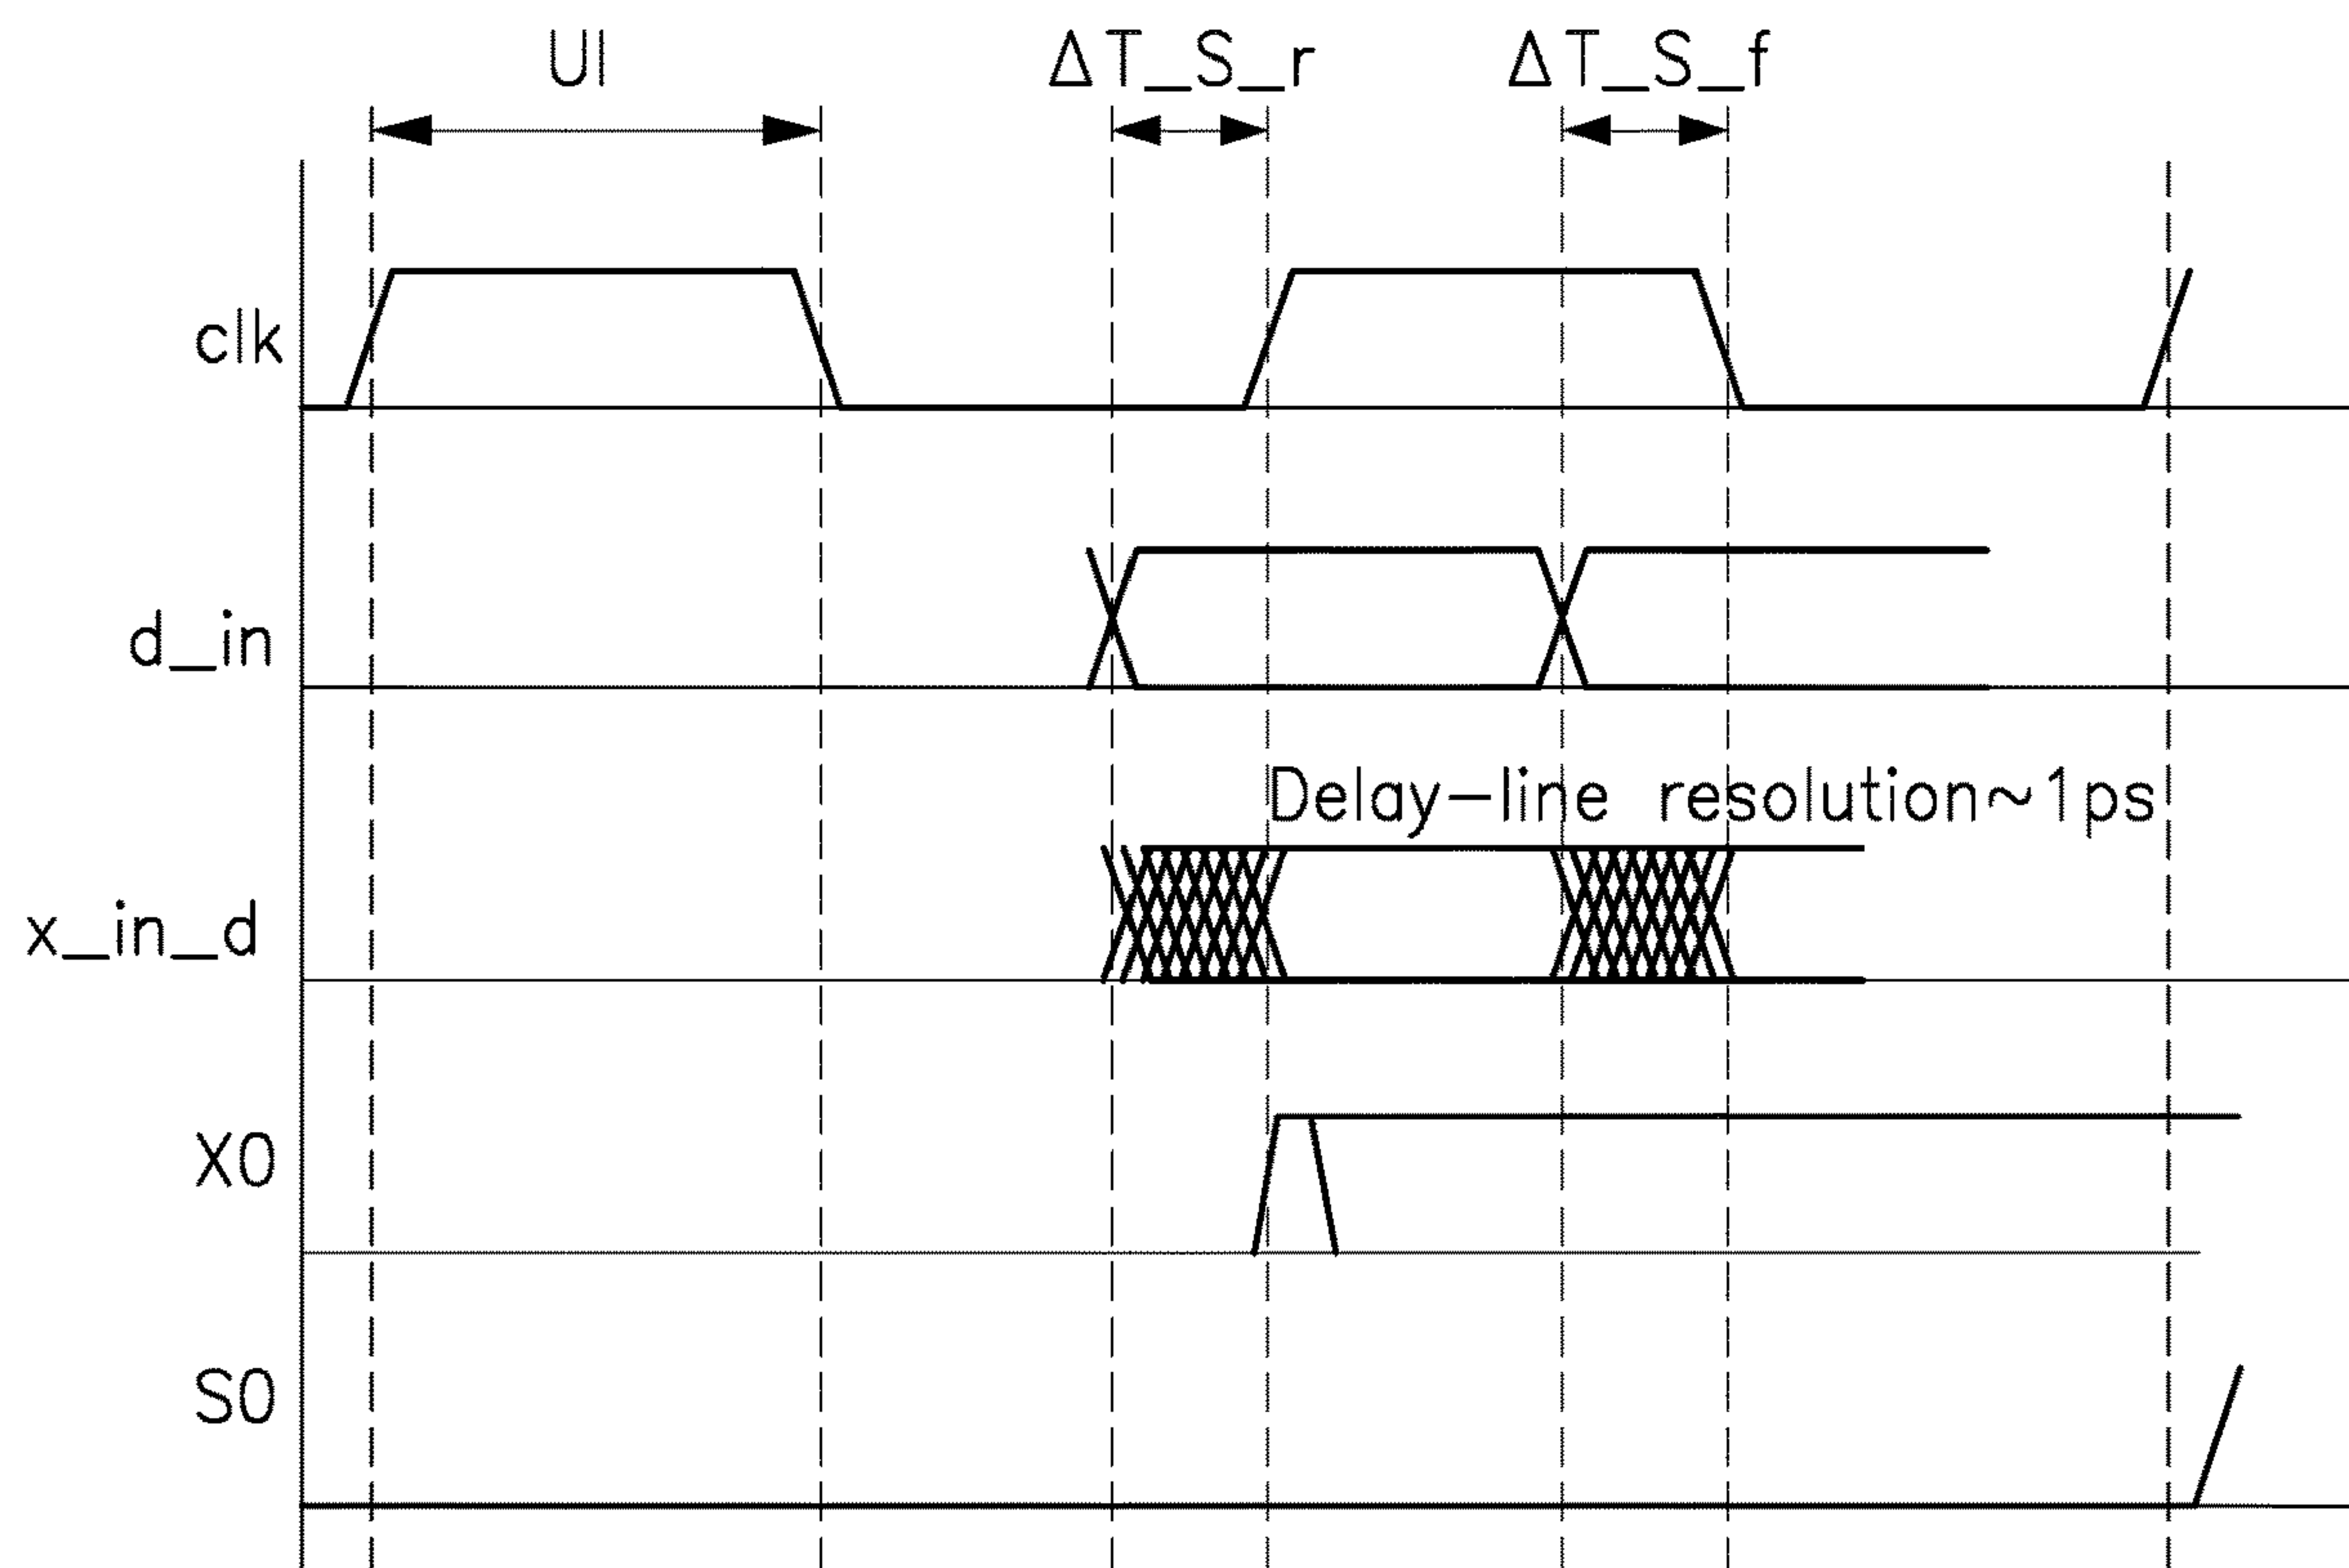 UI ΔT_S_r ΔT_S_f
clk
d_in
Delay-line resolution~1ps
x_in_d
X0
S0